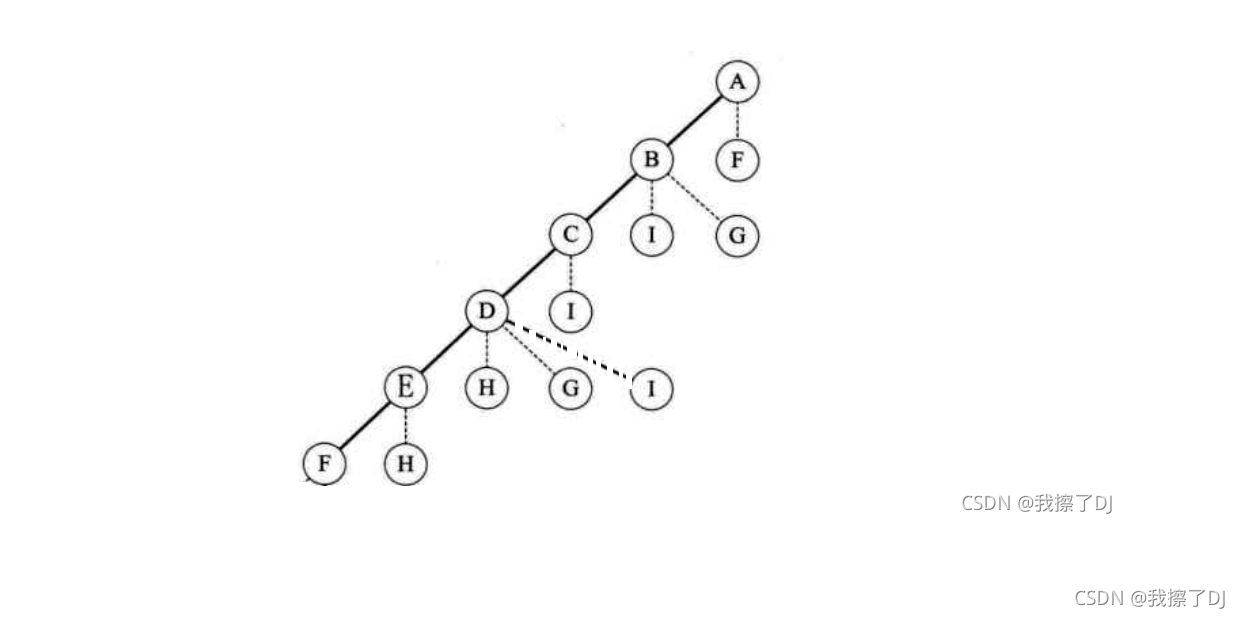 A
B F
C I G
D I
E H G I
F H
CSDN @我擦了DJ
CSDN @我擦了DJ